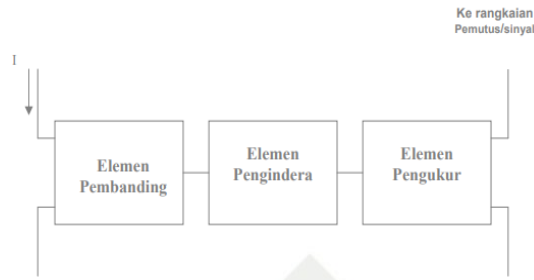 Ke rangkaian
Pemutus/sinyal
I
Elemen
Pembanding
Elemen
Pengindera
Elemen
Pengukur